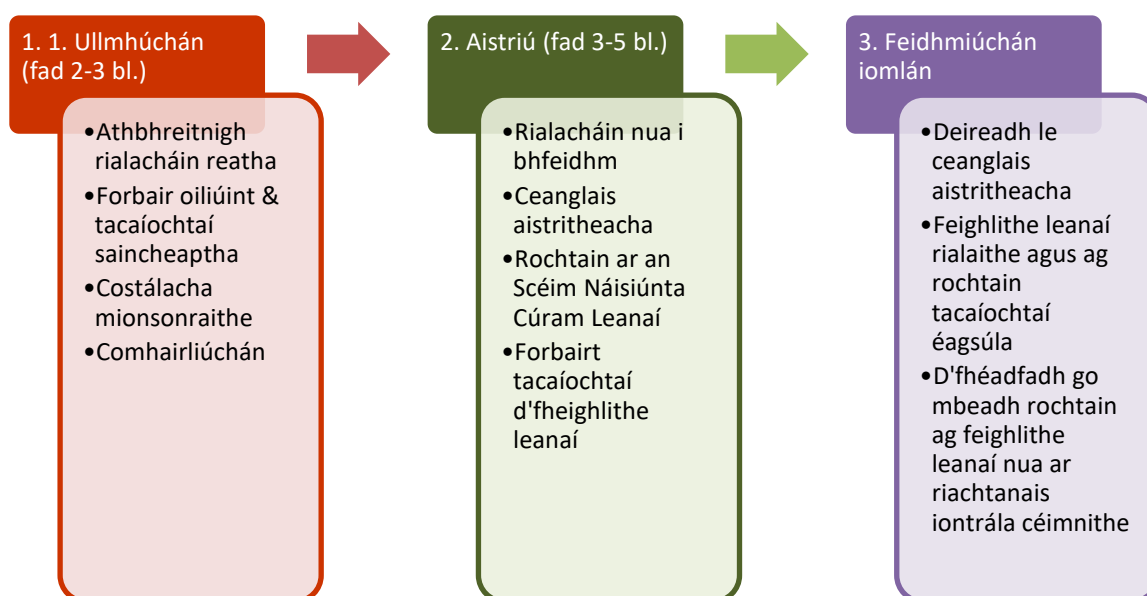 1. 1. Ullmhúchán
(fad 2-3 bl.)
•Athbhreitnigh
rialacháin reatha
•Forbair oiliúint &
tacaíochtaí
saincheaptha
•Costálacha
mionsonraithe
•Comhairliúchán
2. Aistriú (fad 3-5 bl.)
•Rialacháin nua i
bhfeidhm
•Ceanglais
aistritheacha
•Rochtain ar an
Scéim Náisiúnta
Cúram Leanaí
•Forbairt
tacaíochtaí
d'fheighlithe
leanaí
3. Feidhmiúchán
iomlán
•Deireadh le
ceanglais
aistritheacha
•Feighlithe leanaí
rialaithe agus ag
rochtain
tacaíochtaí
éagsúla
•D'fhéadfadh go
mbeadh rochtain
ag feighlithe
leanaí nua ar
riachtanais
iontrála céimnithe